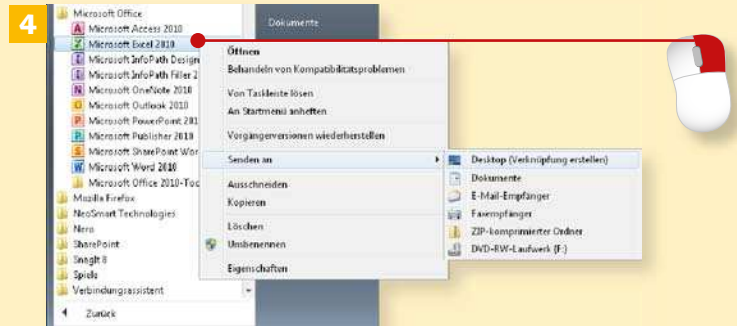 4
Microsoft Office
Microsoft Access 2010
Microsoft Excel 2010
Microsoft InfoPath Design
Microsoft InfoPath Filler 2
Microsoft OneNote 2010
Microsoft Outlook 2010
Microsoft PowerPoint 201
Microsoft Publisher 2010
Microsoft SharePoint Wor
Microsoft Word 2010
Microsoft Office 2010-Too
Mozilla Firefox
NeoSmart Technologies
Nero
SharePoint
SnagIt 8
Spiele
Verbindungsassistent
Zurück
Dokumente
Öffnen
Behandeln von Kompatibilitätsproblemen
Von Taskleiste lösen
An Startmenü anheften
Vorgängerversionen wiederherstellen
Senden an
Ausschneiden
Kopieren
Löschen
Umbenennen
Eigenschaften
Desktop (Verknüpfung erstellen)
Dokumente
E-Mail-Empfänger
Faxempfänger
ZIP-komprimierter Ordner
DVD-RW-Laufwerk (F:)